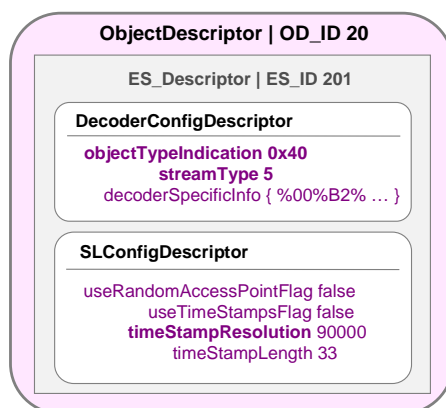 ObjectDescriptor | OD_ID 20
ES_Descriptor | ES_ID 201
DecoderConfigDescriptor
objectTypeIndication 0x40
streamType 5
decoderSpecificInfo { %00%B2% … }
SLConfigDescriptor
useRandomAccessPointFlag false
useTimeStampsFlag false
timeStampResolution 90000
timeStampLength 33